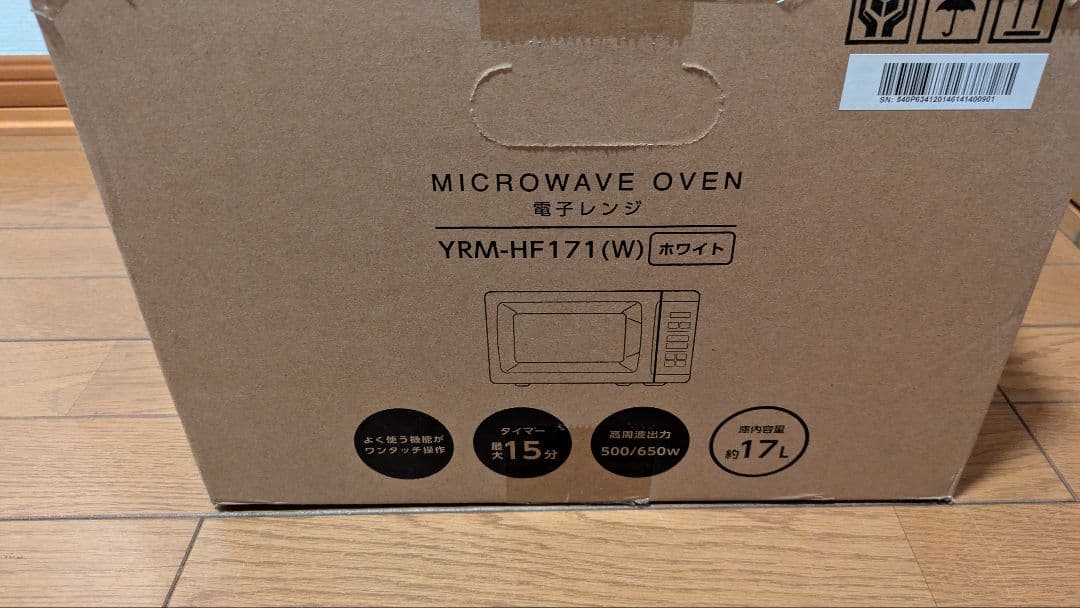 SN: 540P634120146141400901
MICROWAVE OVEN
電子レンジ
YRM-HF171(W) ホワイト
よく使う機能が
ワンタッチ操作
タイマー
最大15分
高周波出力
500/650W
庫内容量
約17L